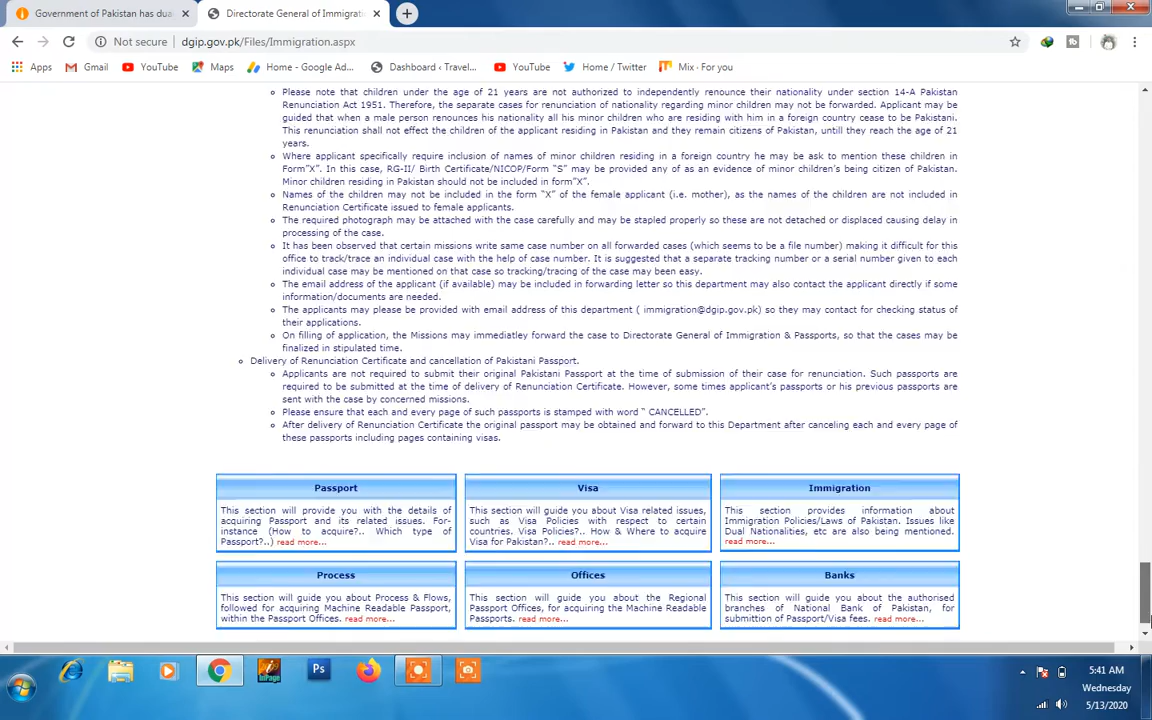 Government of Pakistan has dua
Directorate General of Immigrati
Not secure
dgip.gov.pk/Files/Immigration.aspx
Apps
Gmail
YouTube
Maps
Home - Google Ad...
Dashboard ‹ Travel...
YouTube
Home / Twitter
Mix · For you
Please note that children under the age of 21 years are not authorized to independently renounce their nationality under section 14-A Pakistan
Renunciation Act 1951. Therefore, the separate cases for renunciation of nationality regarding minor children may not be forwarded. Applicant may be
guided that when a male person renounces his nationality all his minor children who are residing with him in a foreign country cease to be Pakistani.
This renunciation shall not effect the children of the applicant residing in Pakistan and they remain citizens of Pakistan, untill they reach the age of 21
years.
Where applicant specifically require inclusion of names of minor children residing in a foreign country he may be ask to mention these children in
Form"X". In this case, RG-II/ Birth Certificate/NICOP/Form "S" may be provided any of as an evidence of minor children's being citizen of Pakistan.
Minor children residing in Pakistan should not be included in form"X".
Names of the children may not be included in the form "X" of the female applicant (i.e. mother), as the names of the children are not included in
Renunciation Certificate issued to female applicants.
The required photograph may be attached with the case carefully and may be stapled properly so these are not detached or displaced causing delay in
processing of the case.
It has been observed that certain missions write same case number on all forwarded cases (which seems to be a file number) making it difficult for this
office to track/trace an individual case with the help of case number. It is suggested that a separate tracking number or a serial number given to each
individual case may be mentioned on that case so tracking/tracing of the case may been easy.
The email address of the applicant (if available) may be included in forwarding letter so this department may also contact the applicant directly if some
information/documents are needed.
The applicants may please be provided with email address of this department ( immigration@dgip.gov.pk) so they may contact for checking status of
their applications.
On filling of application, the Missions may immediatley forward the case to Directorate General of Immigration & Passports, so that the cases may be
finalized in stipulated time.
Delivery of Renunciation Certificate and cancellation of Pakistani Passport.
Applicants are not required to submit their original Pakistani Passport at the time of submission of their case for renunciation. Such passports are
required to be submitted at the time of delivery of Renunciation Certificate. However, some times applicant's passports or his previous passports are
sent with the case by concerned missions.
Please ensure that each and every page of such passports is stamped with word " CANCELLED".
After delivery of Renunciation Certificate the original passport may be obtained and forward to this Department after canceling each and every page of
these passports including pages containing visas.
Passport
This section will provide you with the details of
acquiring Passport and its related issues. For-
instance (How to acquire?.. Which type of
Passport?..) read more...
Visa
This section will guide you about Visa related issues,
such as Visa Policies with respect to certain
countries. Visa Policies?.. How & Where to acquire
Visa for Pakistan?.. read more...
Immigration
This section provides information about
Immigration Policies/Laws of Pakistan. Issues like
Dual Nationalities, etc are also being mentioned.
read more...
Process
This section will guide you about Process & Flows,
followed for acquiring Machine Readable Passport,
within the Passport Offices. read more...
Offices
This section will guide you about the Regional
Passport Offices, for acquiring the Machine Readable
Passports. read more...
Banks
This section will guide you about the authorised
branches of National Bank of Pakistan, for
submittion of Passport/Visa fees. read more...
5:41 AM
Wednesday
5/13/2020